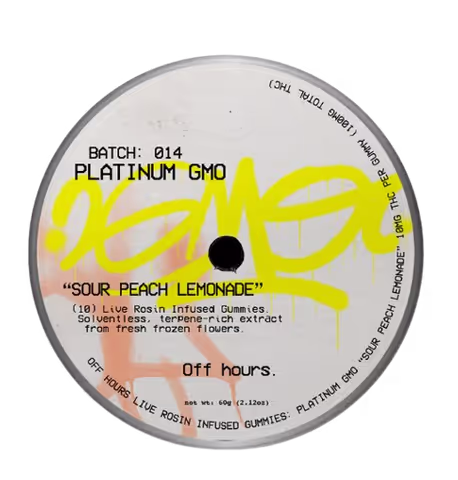 BATCH: 014
PLATINUM GMO
"SOUR PEACH LEMONADE"
(10) Live Rosin Infused Gummies.
Solventless, terpene-rich extract
from fresh frozen flowers.
Off hours.
net wt: 60g (2.12oz)
OFF HOURS LIVE ROSIN INFUSED GUMMIES: PLATINUM GMO "SOUR PEACH LEMONADE" 10MG THC PER GUMMY (100MG TOTAL THC)